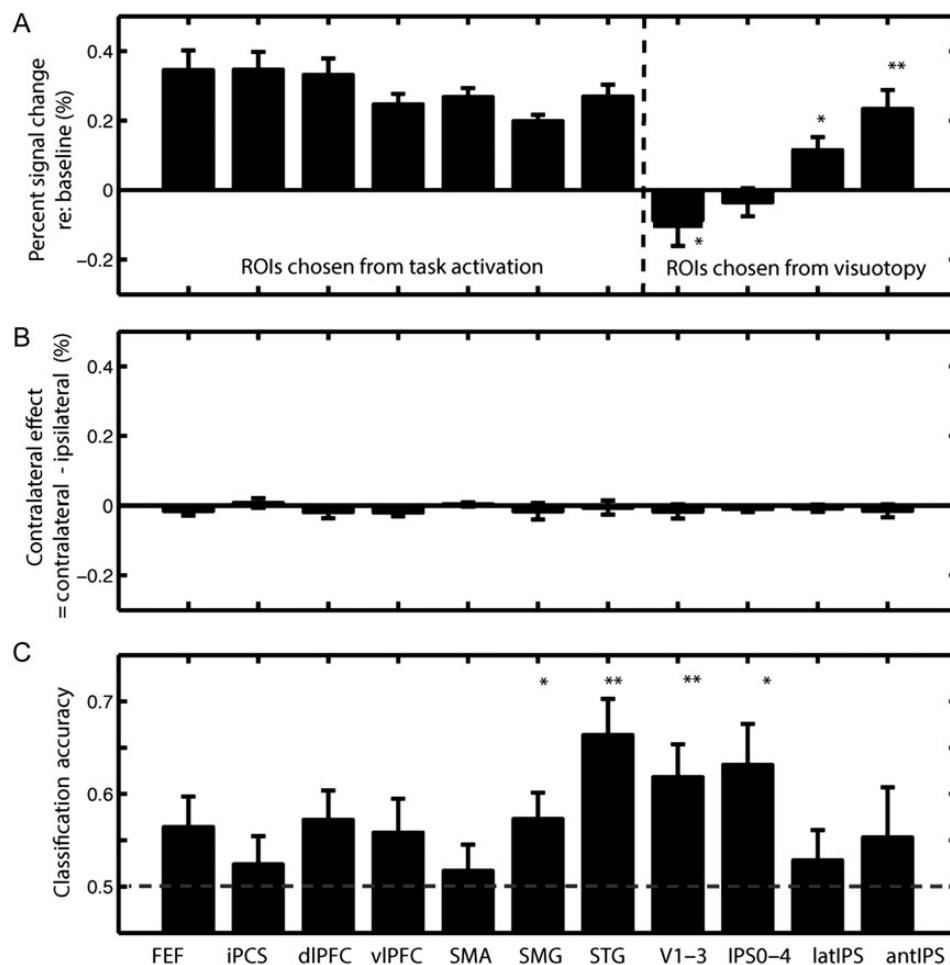 A
Percent signal change
re: baseline (%)
0.4
0.2
0
−0.2
**
*
*
ROIs chosen from task activation
ROIs chosen from visuotopy
B
Contralateral effect
= contralateral - ipsilateral (%)
0.4
0.2
0
−0.2
C
Classification accuracy
0.7
0.6
0.5
* ** ** *
FEF iPCS dlPFC vlPFC SMA SMG STG V1–3 IPS0–4 latIPS antIPS